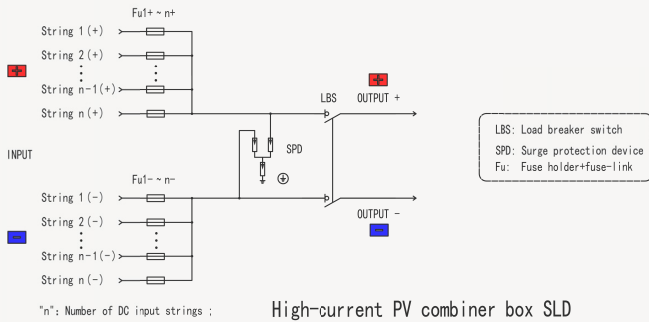 Fu1+ ~ n+
String 1 (+)
String 2 (+)
String n-1(+)
String n (+)
INPUT
LBS
OUTPUT +
SPD
LBS: Load breaker switch
SPD: Surge protection device
Fu: Fuse holder+fuse-link
Fu1- ~ n-
String 1 (-)
String 2 (-)
String n-1(-)
String n (-)
OUTPUT -
"n": Number of DC input strings ;
High-current PV combiner box SLD